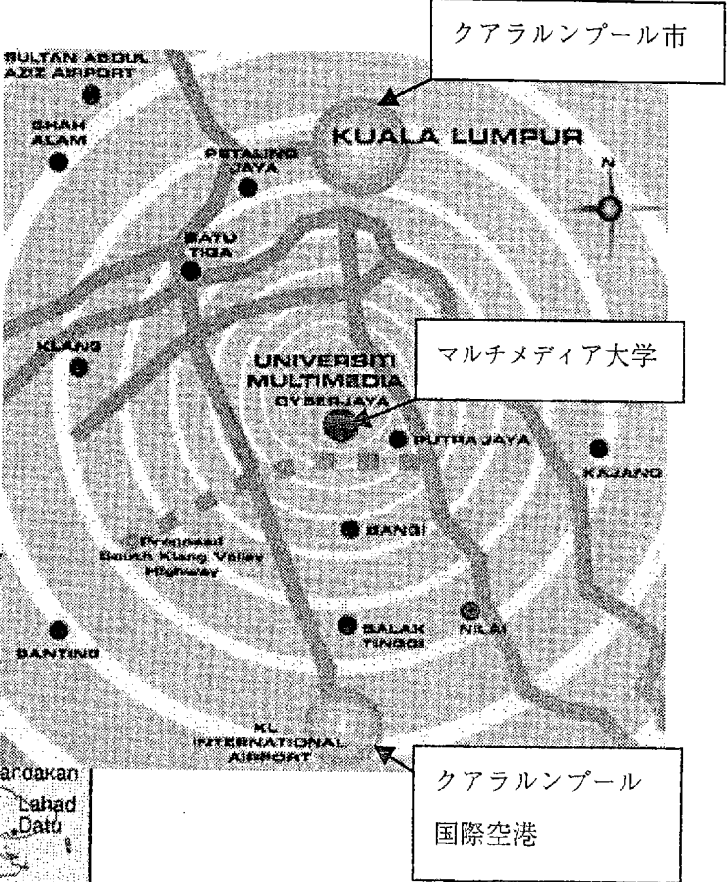 クアラルンプール市
SULTAN ABDUL
AZIZ AIRPORT
SHAH
ALAM
KUALA LUMPUR
PETALING
JAYA
N
BATU
TIGA
KLANG
マルチメディア大学
UNIVERSITI
MULTIMEDIA
CYBERJAYA
PUTRA JAYA
KAJANG
BANGI
Proposed
South Klang Valley
Highway
BANTING
SALAK
TINGGI
NILAI
KL
INTERNATIONAL
AIRPORT
クアラルンプール
国際空港
andakan
Lahad
Datu